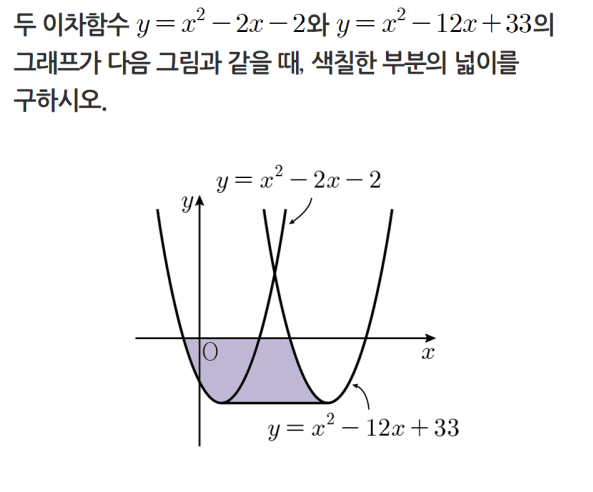 두 이차함수 y = x² − 2x − 2와 y = x² − 12x + 33의
그래프가 다음 그림과 같을 때, 색칠한 부분의 넓이를
구하시오.
y = x² − 2x − 2
y
O
x
y = x² − 12x + 33